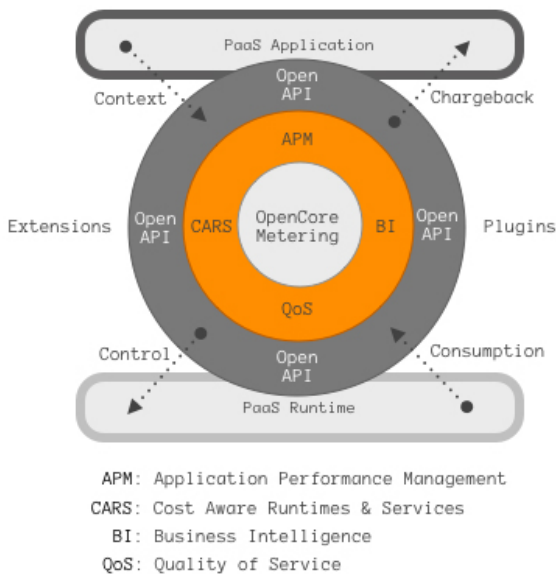 PaaS Application
Open
API
Context
Chargeback
APM
Extensions
Open
API
CARS
OpenCore
Metering
BI
Open
API
Plugins
QoS
Control
Open
API
Consumption
PaaS Runtime
APM: Application Performance Management
CARS: Cost Aware Runtimes & Services
BI: Business Intelligence
QoS: Quality of Service